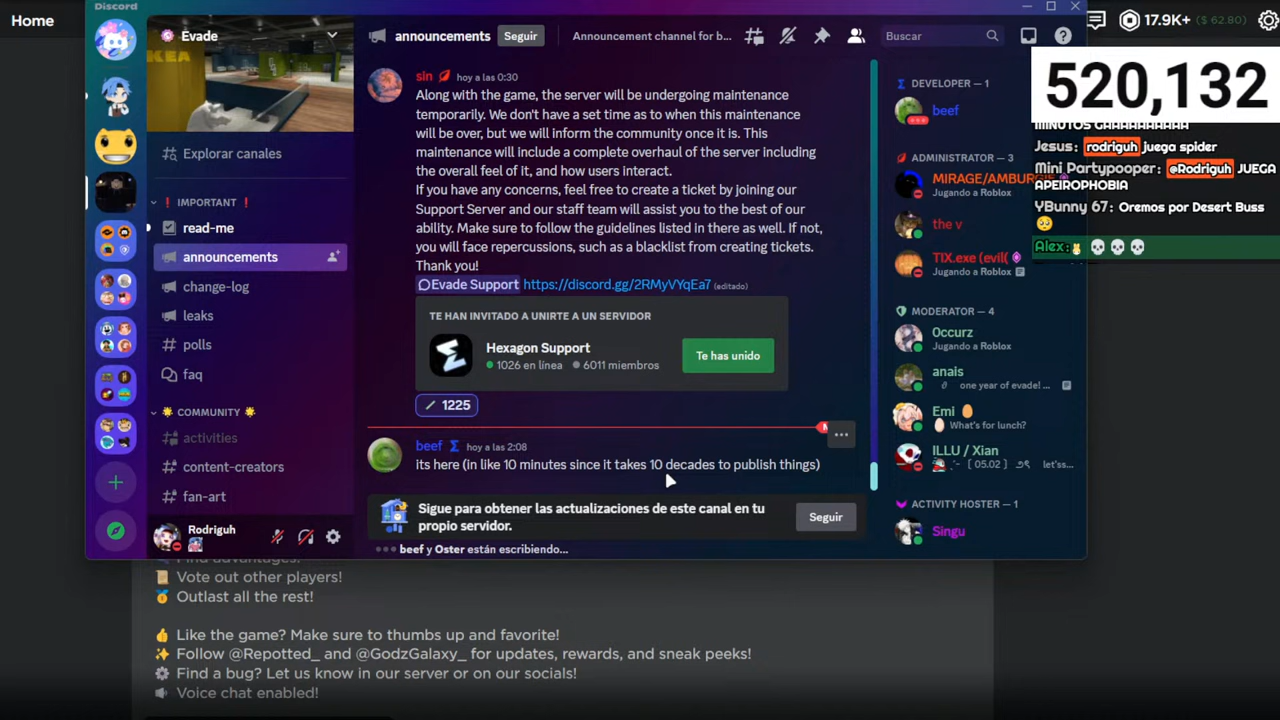 Home
Discord
17.9K+ ($ 62.80)
Evade
announcements
Seguir
Announcement channel for b...
Buscar
520,132
Explorar canales
IMPORTANT
read-me
announcements
change-log
leaks
polls
faq
COMMUNITY
activities
content-creators
fan-art
Rodriguh
sin hoy a las 0:30
Along with the game, the server will be undergoing maintenance
temporarily. We don't have a set time as to when this maintenance
will be over, but we will inform the community once it is. This
maintenance will include a complete overhaul of the server including
the overall feel of it, and how users interact.
If you have any concerns, feel free to create a ticket by joining our
Support Server and our staff team will assist you to the best of our
ability. Make sure to follow the guidelines listed in there as well. If not,
you will face repercussions, such as a blacklist from creating tickets.
Thank you!
Evade Support https://discord.gg/2RMyVYqEa7 (editado)
TE HAN INVITADO A UNIRTE A UN SERVIDOR
Hexagon Support
1026 en línea 6011 miembros
Te has unido
1225
beef Σ hoy a las 2:08
its here (in like 10 minutes since it takes 10 decades to publish things)
Sigue para obtener las actualizaciones de este canal en tu
propio servidor.
Seguir
beef y Oster están escribiendo...
DEVELOPER — 1
beef
ADMINISTRATOR — 3
Jugando a Roblox
the v
TIX.exe (evil(
Jugando a Roblox
MODERATOR — 4
Occurz
Jugando a Roblox
anais
one year of evade! ...
Emi
What's for lunch?
ILLU / Xian
[ 05.02 ] let'ss...
ACTIVITY HOSTER — 1
Singu
Jesus: rodriguh juega spider
Mini Partypooper: @Rodriguh JUEGA
APEIROPHOBIA
YBunny 67: Oremos por Desert Buss
Alex:
Find advantages!
Vote out other players!
Outlast all the rest!
Like the game? Make sure to thumbs up and favorite!
Follow @Repotted_ and @GodzGalaxy_ for updates, rewards, and sneak peeks!
Find a bug? Let us know in our server or on our socials!
Voice chat enabled!